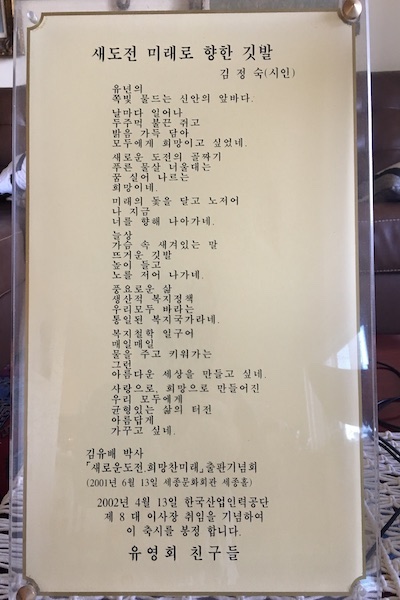 새도전 미래로 향한 깃발
김 정 숙(시인)
유년의
쪽빛 물드는 신안의 앞바다.
날마다 일어나
두주먹 불끈 쥐고
밝음 가득 담아
모두에게 희망이고 싶었네.
새로운 도전의 꼴짜기
푸른 물살 너울대는
꿈 실어 나르는
희망이네.
미래의 돛을 달고 노저어
나 지금
너를 향해 나아가네.
늘상
가슴 속 새겨있는 말
뜨거운 깃발
높이 들고
노를 저어 나가네.
풍요로운 삶
생산적 복지정책
우리모두 바라는
통일된 복지국가라네.
복지철학 일구어
매일매일
물을 주고 키워가는
그런
아름다운 세상을 만들고 싶네.
사랑으로, 희망으로 만들어진
우리 모두에게
균형있는 삶의 터전
아름답게
가꾸고 싶네.
김유배 박사
「새로운도전,희망찬미래」출판기념회
(2001년 6월 13일 세종문화회관 세종홀)
2002년 4월 13일 한국산업인력공단
제 8 대 이사장 취임을 기념하여
이 축시를 봉정 합니다.
유영회 친구들